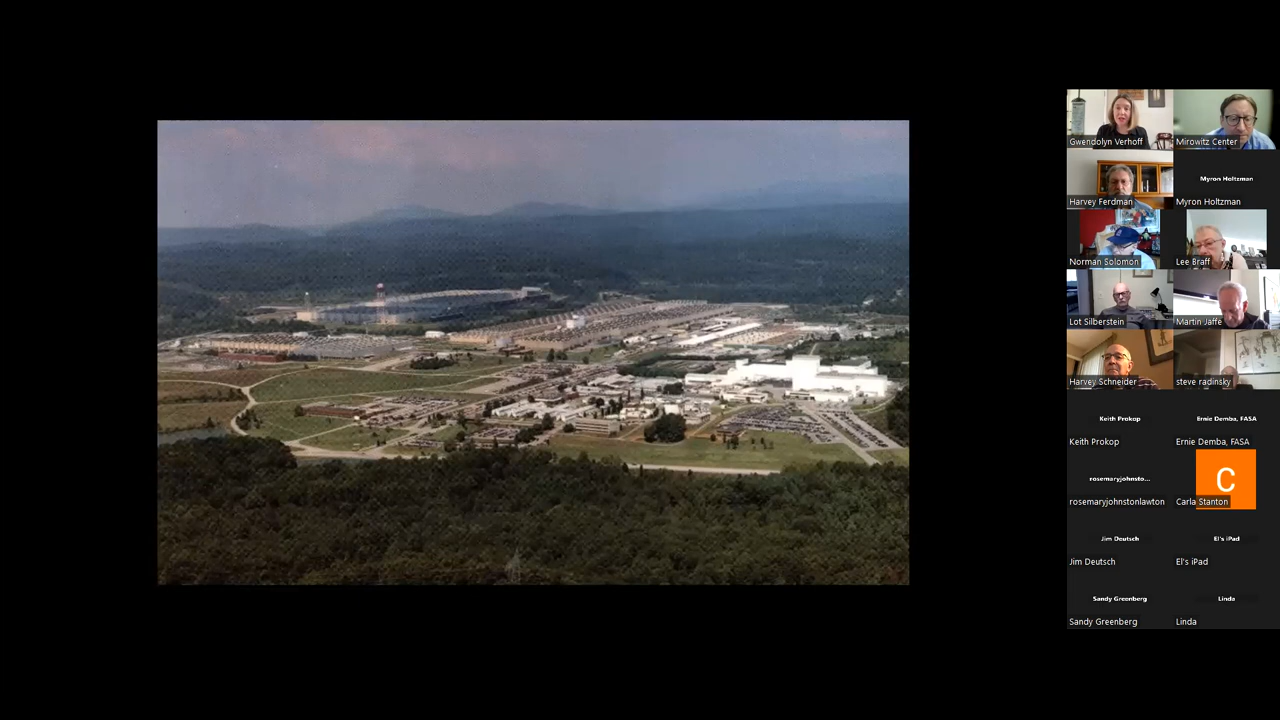 Gwendolyn Verhoff
Mirowitz Center
Harvey Ferdman
Myron Holtzman
Myron Holtzman
Norman Solomon
Lee Braff
Lot Silberstein
Martin Jaffe
Harvey Schneider
steve radinsky
Keith Prokop
Keith Prokop
Ernie Demba, FASA
Ernie Demba, FASA
rosemaryjohnsto...
rosemaryjohnstonlawton
C
Carla Stanton
Jim Deutsch
Jim Deutsch
El's iPad
El's iPad
Sandy Greenberg
Sandy Greenberg
Linda
Linda